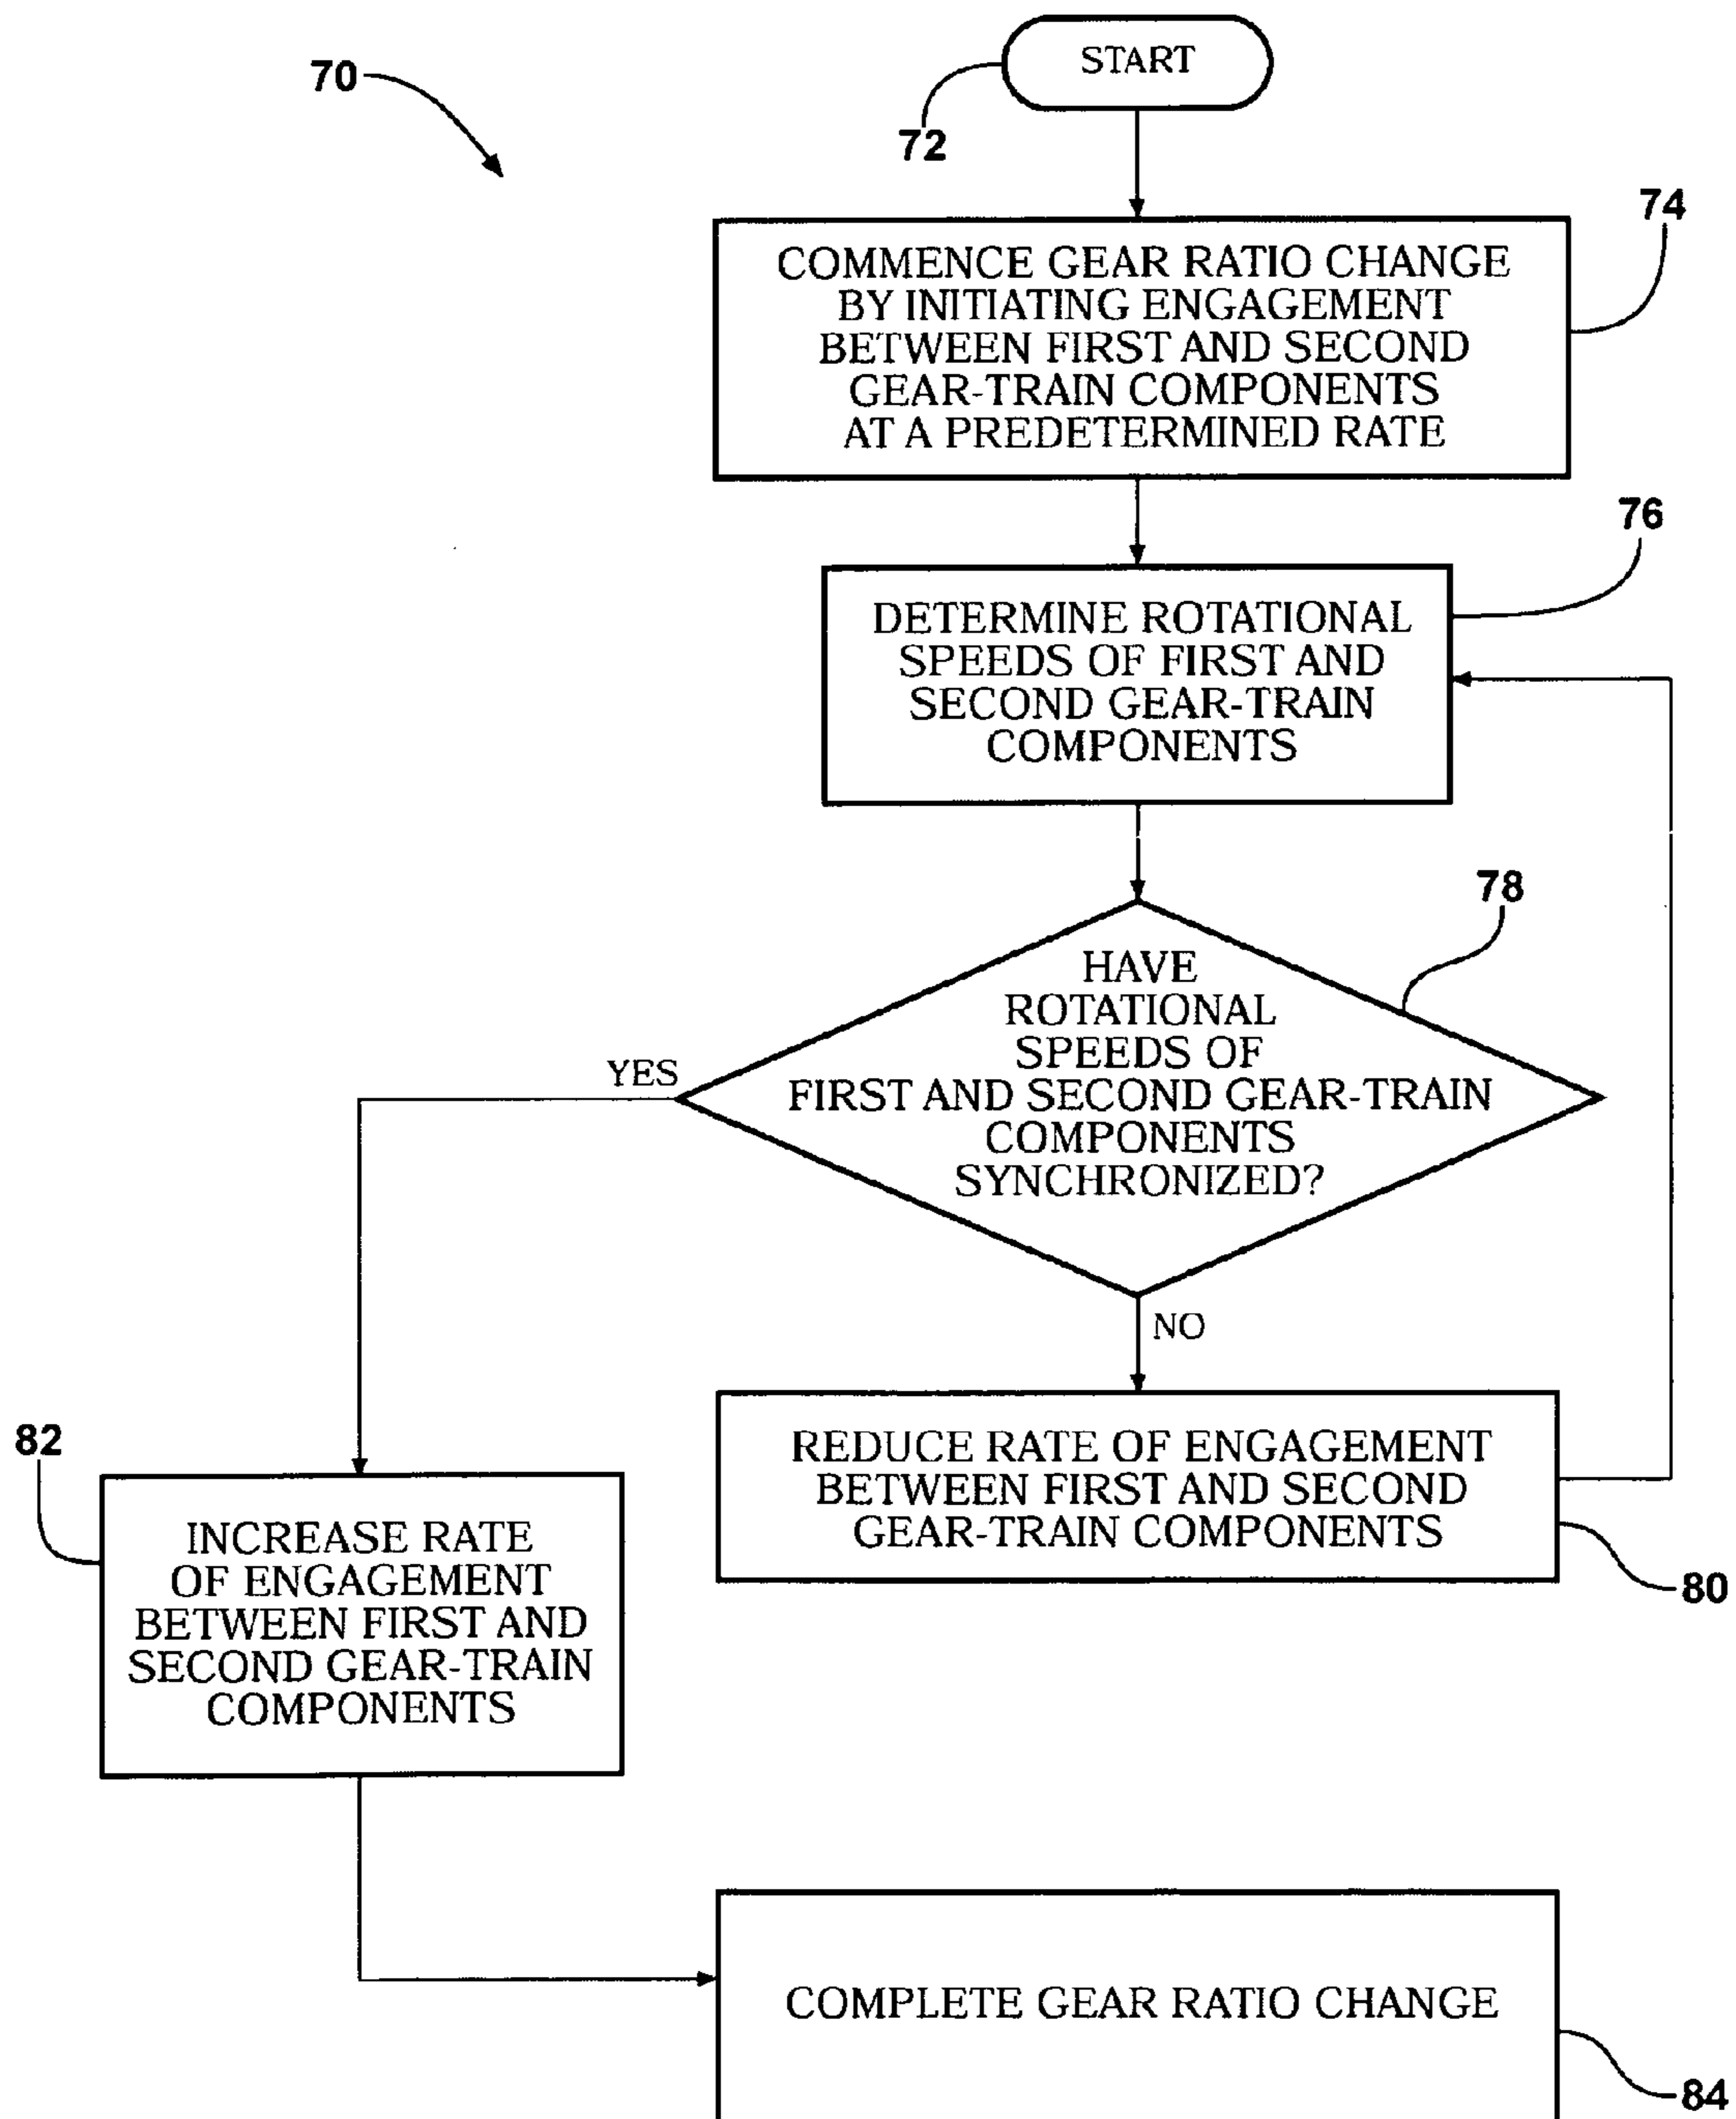 70
START
72
74
COMMENCE GEAR RATIO CHANGE
BY INITIATING ENGAGEMENT
BETWEEN FIRST AND SECOND
GEAR-TRAIN COMPONENTS
AT A PREDETERMINED RATE
76
DETERMINE ROTATIONAL
SPEEDS OF FIRST AND
SECOND GEAR-TRAIN
COMPONENTS
78
HAVE
ROTATIONAL
SPEEDS OF
FIRST AND SECOND GEAR-TRAIN
COMPONENTS
SYNCHRONIZED?
YES
NO
REDUCE RATE OF ENGAGEMENT
BETWEEN FIRST AND SECOND
GEAR-TRAIN COMPONENTS
80
82
INCREASE RATE
OF ENGAGEMENT
BETWEEN FIRST AND
SECOND GEAR-TRAIN
COMPONENTS
COMPLETE GEAR RATIO CHANGE
84